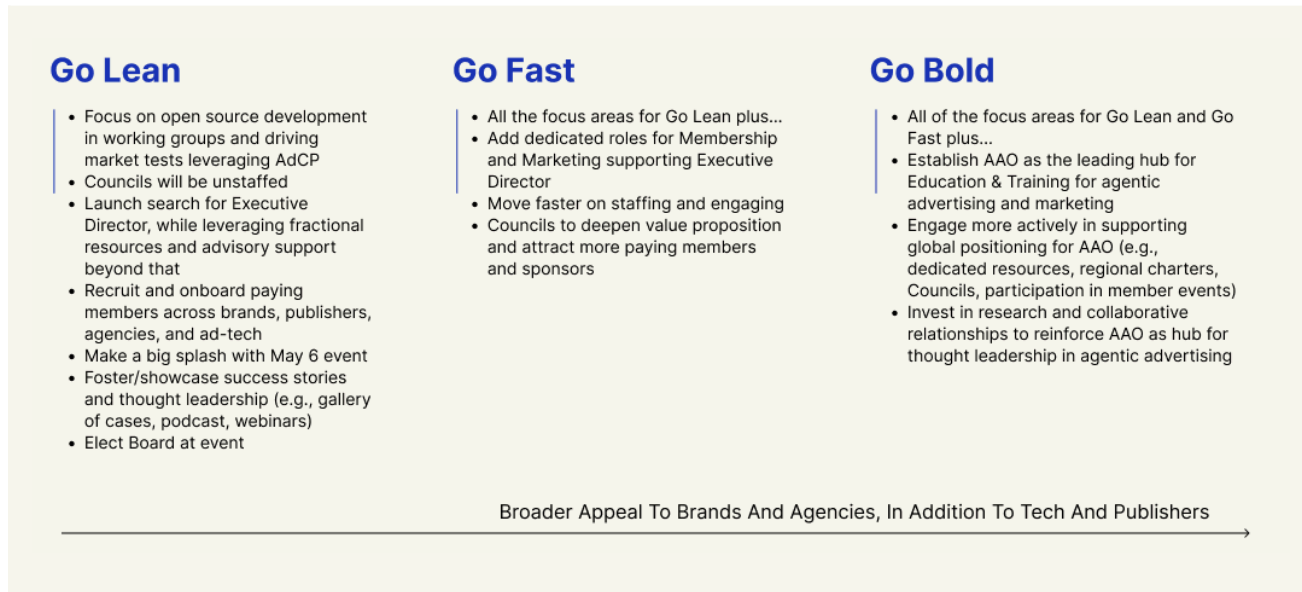 Go Lean
• Focus on open source development
in working groups and driving
market tests leveraging AdCP
• Councils will be unstaffed
• Launch search for Executive
Director, while leveraging fractional
resources and advisory support
beyond that
• Recruit and onboard paying
members across brands, publishers,
agencies, and ad-tech
• Make a big splash with May 6 event
• Foster/showcase success stories
and thought leadership (e.g., gallery
of cases, podcast, webinars)
• Elect Board at event
Go Fast
• All the focus areas for Go Lean plus...
• Add dedicated roles for Membership
and Marketing supporting Executive
Director
• Move faster on staffing and engaging
• Councils to deepen value proposition
and attract more paying members
and sponsors
Go Bold
• All of the focus areas for Go Lean and Go
Fast plus...
• Establish AAO as the leading hub for
Education & Training for agentic
advertising and marketing
• Engage more actively in supporting
global positioning for AAO (e.g.,
dedicated resources, regional charters,
Councils, participation in member events)
• Invest in research and collaborative
relationships to reinforce AAO as hub for
thought leadership in agentic advertising
Broader Appeal To Brands And Agencies, In Addition To Tech And Publishers